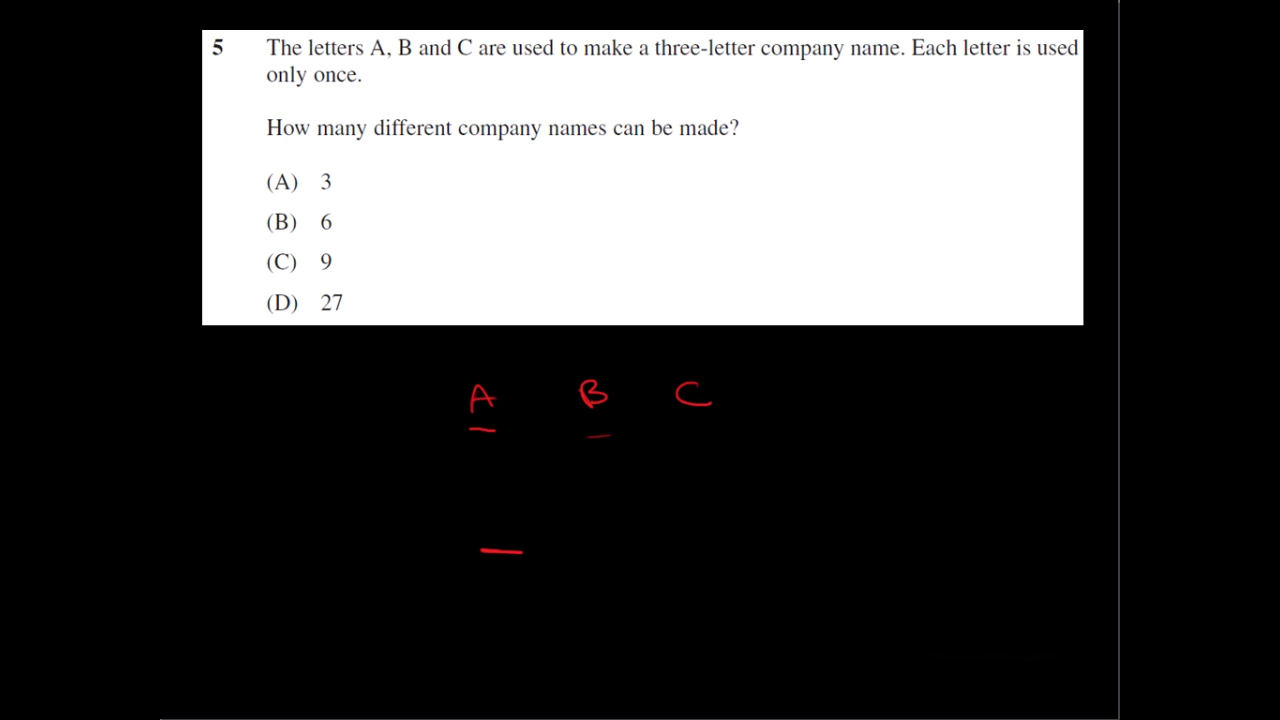 5 The letters A, B and C are used to make a three-letter company name. Each letter is used
only once.
How many different company names can be made?
(A) 3
(B) 6
(C) 9
(D) 27
A B C